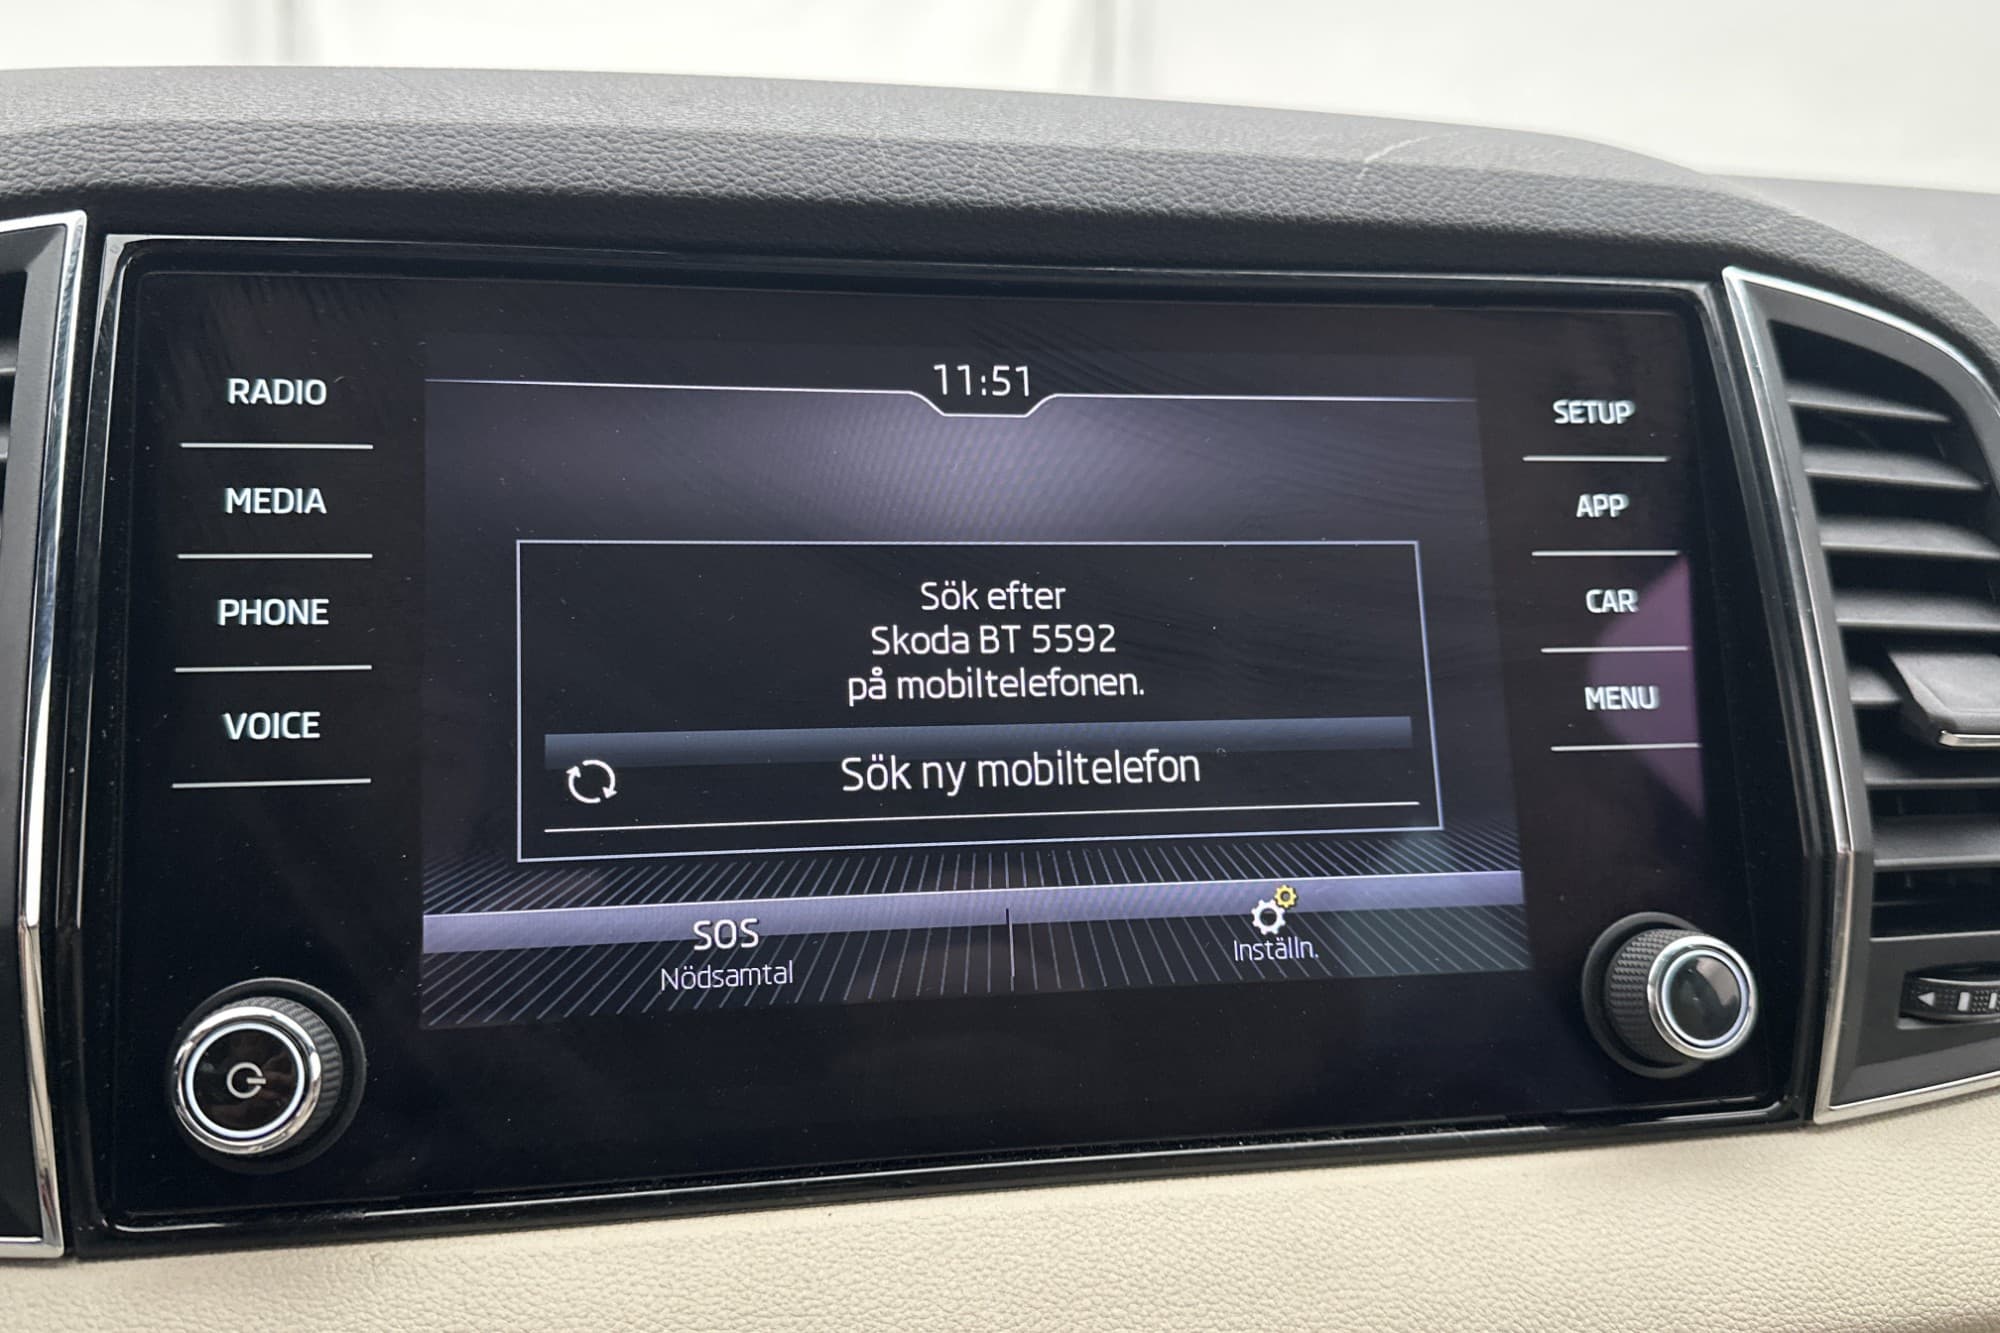 11:51
RADIO
MEDIA
PHONE
VOICE
Sök efter
Skoda BT 5592
på mobiltelefonen.
Sök ny mobiltelefon
SOS
Nödsamtal
Inställn.
SETUP
APP
CAR
MENU